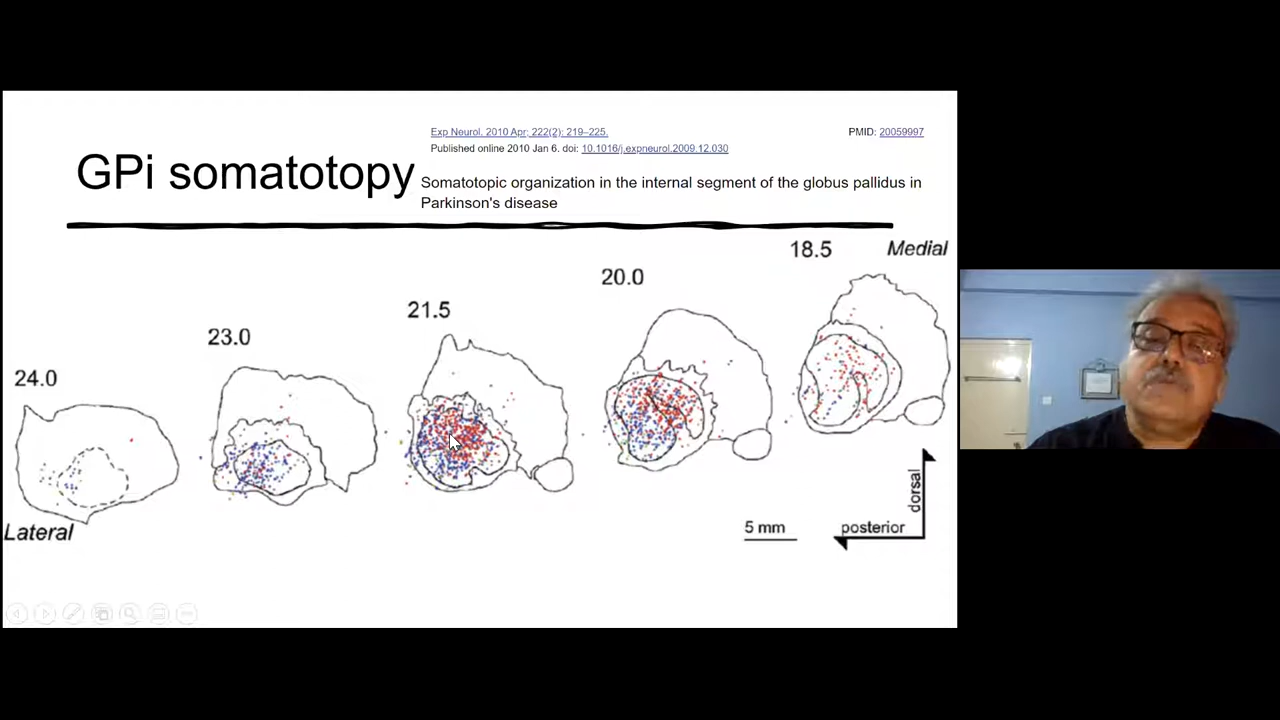 Exp Neurol. 2010 Apr; 222(2): 219–225.
PMID: 20059997
Published online 2010 Jan 6. doi: 10.1016/j.expneurol.2009.12.030
GPi somatotopy
Somatotopic organization in the internal segment of the globus pallidus in
Parkinson's disease
18.5
Medial
20.0
21.5
23.0
24.0
Lateral
5 mm
posterior
dorsal